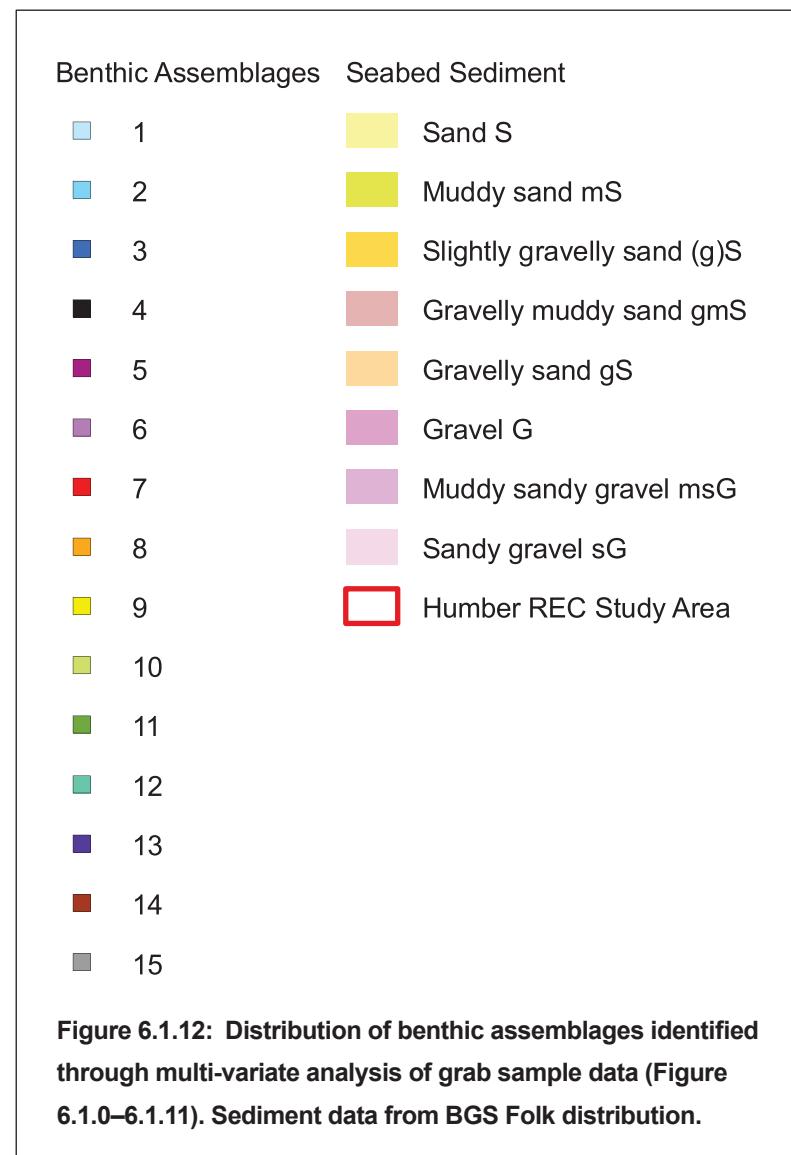 Benthic Assemblages Seabed Sediment
1 Sand S
2 Muddy sand mS
3 Slightly gravelly sand (g)S
4 Gravelly muddy sand gmS
5 Gravelly sand gS
6 Gravel G
7 Muddy sandy gravel msG
8 Sandy gravel sG
9 Humber REC Study Area
10
11
12
13
14
15
Figure 6.1.12: Distribution of benthic assemblages identified
through multi-variate analysis of grab sample data (Figure
6.1.0–6.1.11). Sediment data from BGS Folk distribution.